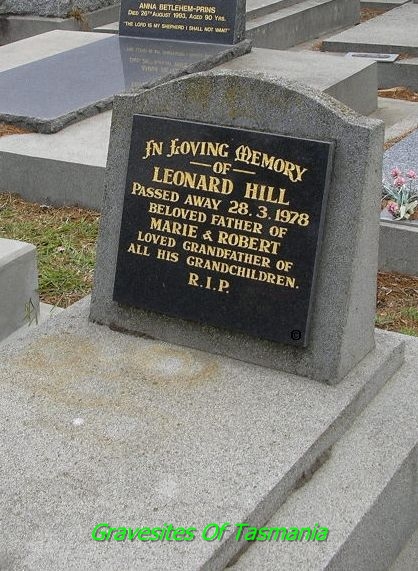 ANNA BETLEHEM-PRINS
DIED 26TH AUGUST 1993, AGED 90 YRS.
"THE LORD IS MY SHEPHERD I SHALL NOT WANT"
IN LOVING MEMORY
— OF —
LEONARD HILL
PASSED AWAY 28.3.1978
BELOVED FATHER OF
MARIE & ROBERT
LOVED GRANDFATHER OF
ALL HIS GRANDCHILDREN.
R.I.P.
©
Gravesites Of Tasmania